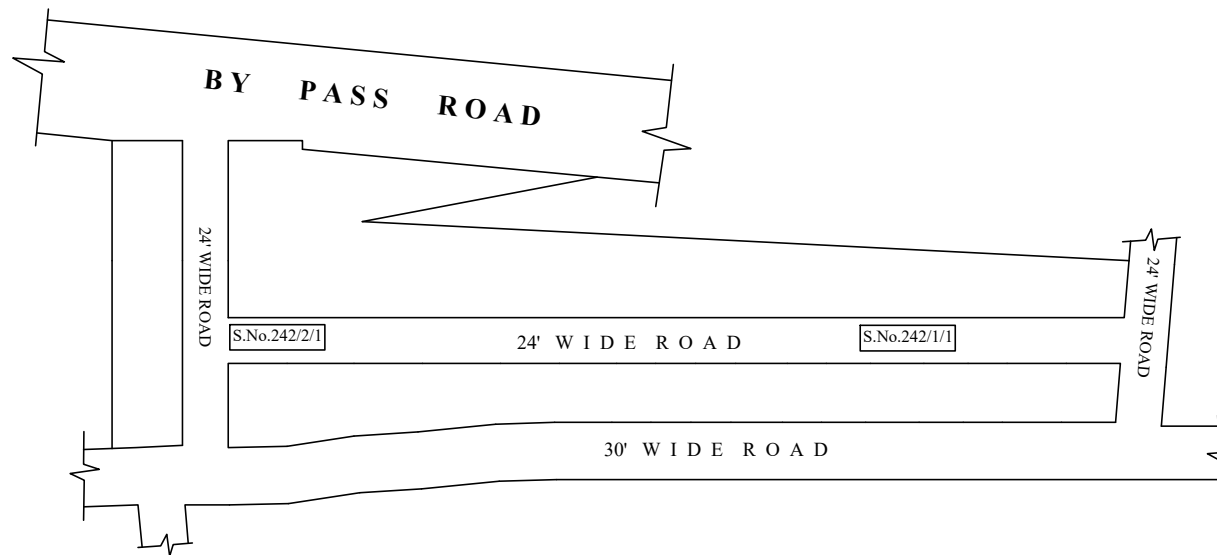 BY PASS ROAD
24' WIDE ROAD
24' WIDE ROAD
S.No.242/2/1
24' WIDE ROAD
S.No.242/1/1
30' WIDE ROAD